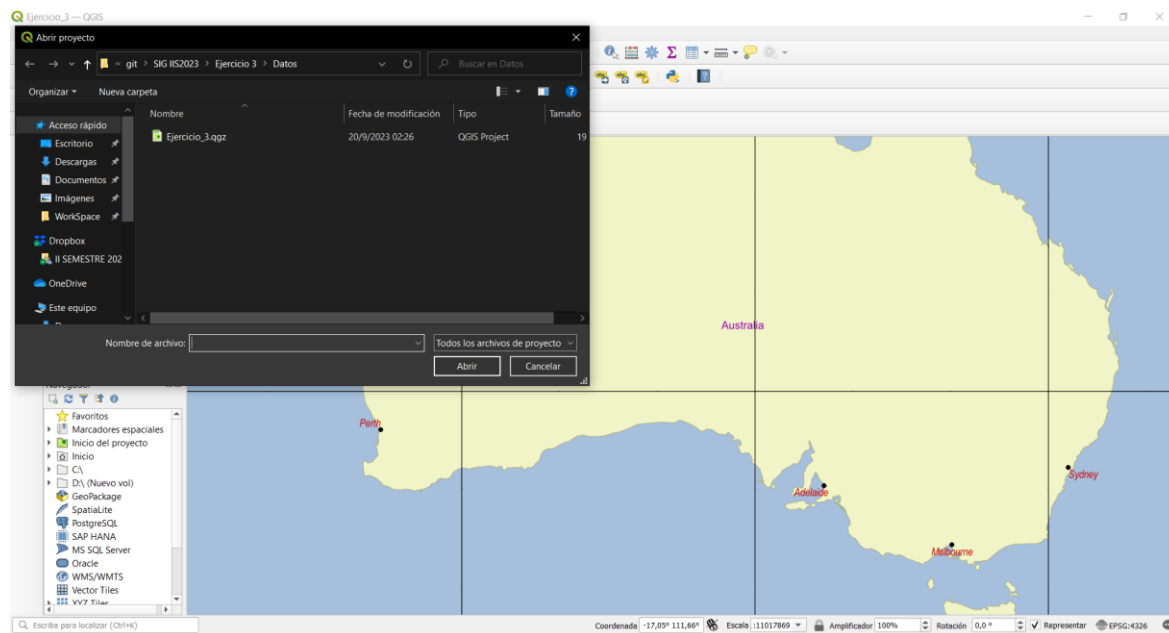 Ejercicio_3 — QGIS
Abrir proyecto
« git > SIG IIS2023 > Ejercicio 3 > Datos
Buscar en Datos
Organizar
Nueva carpeta
Nombre
Fecha de modificación
Tipo
Tamaño
Acceso rápido
Escritorio
Descargas
Documentos
Imágenes
WorkSpace
Dropbox
II SEMESTRE 202
OneDrive
Este equipo
Ejercicio_3.qgz
20/9/2023 02:26
QGIS Project
19
Nombre de archivo:
Todos los archivos de proyecto
Abrir
Cancelar
Navegador
Favoritos
Marcadores espaciales
Inicio del proyecto
Inicio
C:\
D:\ (Nuevo vol)
GeoPackage
SpatiaLite
PostgreSQL
SAP HANA
MS SQL Server
Oracle
WMS/WMTS
Vector Tiles
XYZ Tiles
Australia
Perth
Adelaide
Sydney
Melbourne
Escriba para localizar (Ctrl+K)
Coordenada -17,05° 111,66°
Escala :11017869
Amplificador 100%
Rotación 0,0 °
Representar
EPSG:4326